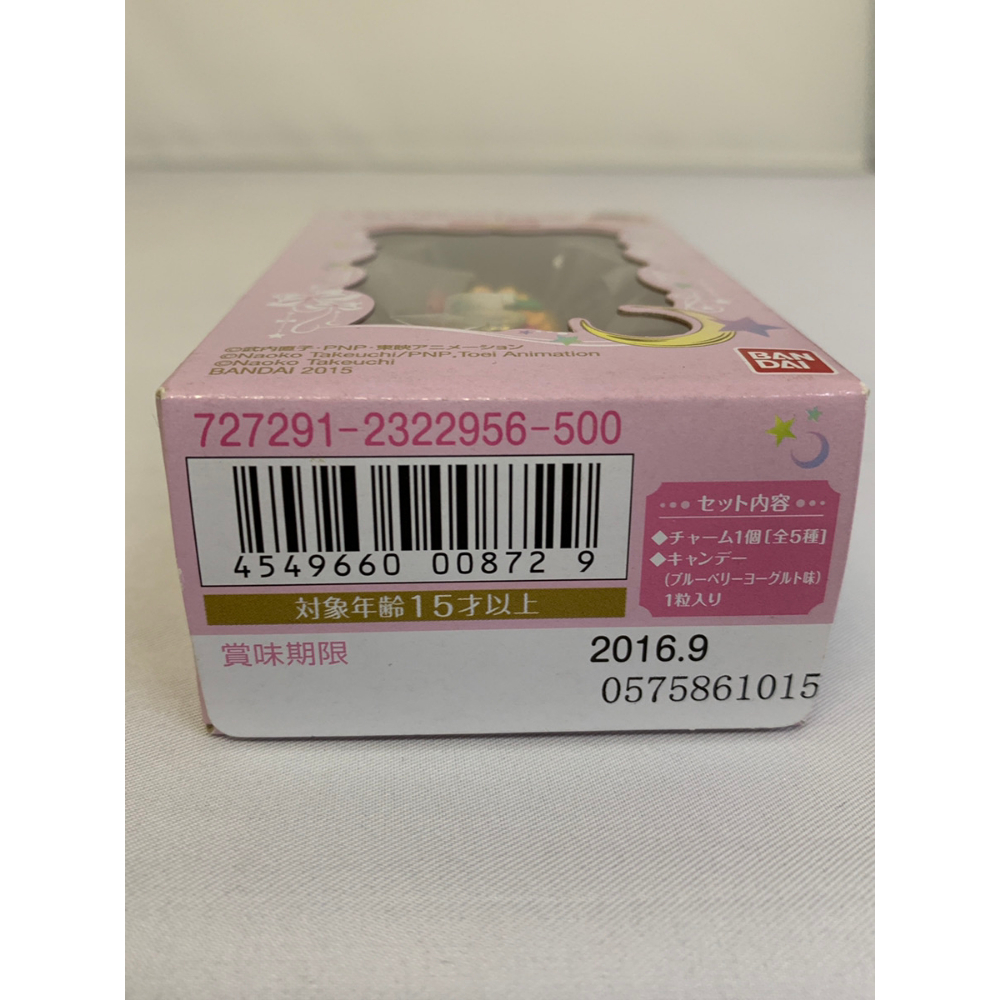 ©武内直子・PNP・東映アニメーション
©Naoko Takeuchi/PNP,Toei Animation
©Naoko Takeuchi
BANDAI 2015
BAN
DAI
727291-2322956-500
4549660 00872 9
対象年齢15才以上
セット内容
◆チャーム1個[全5種]
◆キャンデー
(ブルーベリーヨーグルト味)
1粒入り
賞味期限
2016.9
0575861015